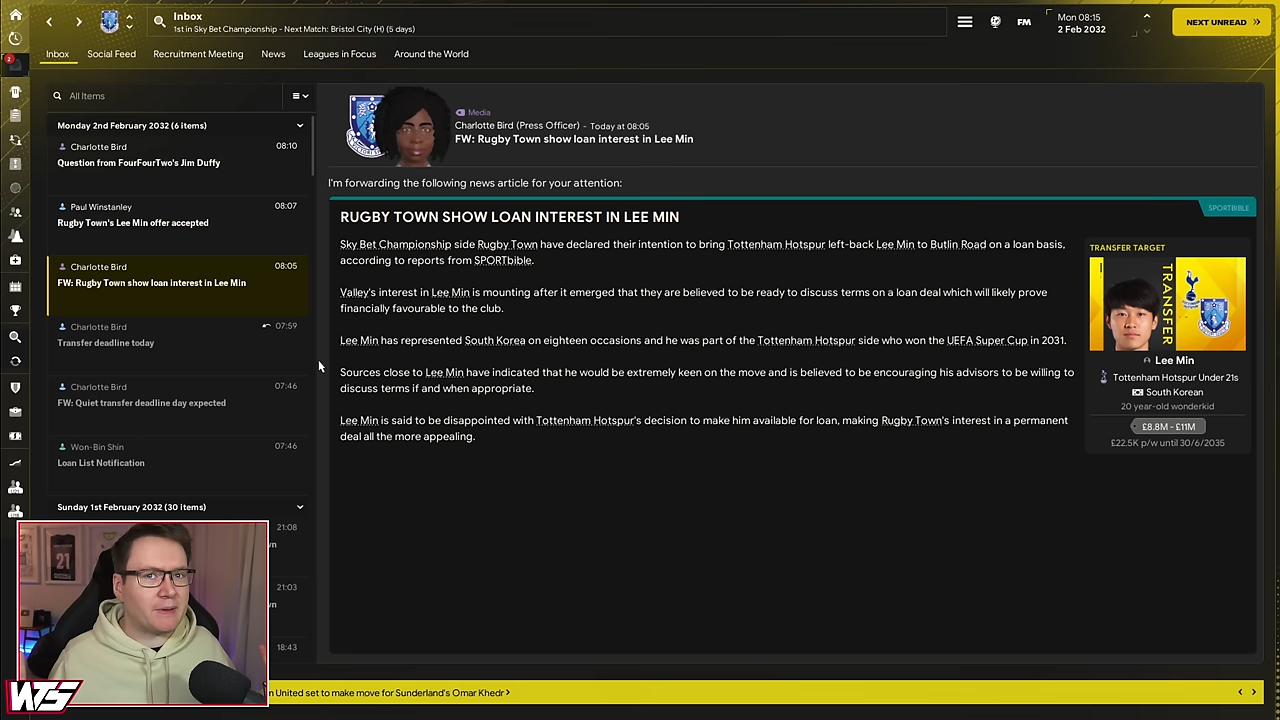 Inbox
1st in Sky Bet Championship - Next Match: Bristol City (H) (5 days)
FM
Mon 08:15
2 Feb 2032
NEXT UNREAD
2
Inbox
Social Feed
Recruitment Meeting
News
Leagues in Focus
Around the World
All Items
Monday 2nd February 2032 (6 items)
Charlotte Bird
08:10
Question from FourFourTwo's Jim Duffy
Paul Winstanley
08:07
Rugby Town's Lee Min offer accepted
Charlotte Bird
08:05
FW: Rugby Town show loan interest in Lee Min
Charlotte Bird
07:59
Transfer deadline today
Charlotte Bird
07:46
FW: Quiet transfer deadline day expected
Won-Bin Shin
07:46
Loan List Notification
Sunday 1st February 2032 (30 items)
21:08
wn
21:03
wn
18:43
Media
Charlotte Bird (Press Officer) - Today at 08:05
FW: Rugby Town show loan interest in Lee Min
I'm forwarding the following news article for your attention:
SPORTBIBLE
RUGBY TOWN SHOW LOAN INTEREST IN LEE MIN
Sky Bet Championship side Rugby Town have declared their intention to bring Tottenham Hotspur left-back Lee Min to Butlin Road on a loan basis,
according to reports from SPORTbible.
Valley's interest in Lee Min is mounting after it emerged that they are believed to be ready to discuss terms on a loan deal which will likely prove
financially favourable to the club.
Lee Min has represented South Korea on eighteen occasions and he was part of the Tottenham Hotspur side who won the UEFA Super Cup in 2031.
Sources close to Lee Min have indicated that he would be extremely keen on the move and is believed to be encouraging his advisors to be willing to
discuss terms if and when appropriate.
Lee Min is said to be disappointed with Tottenham Hotspur's decision to make him available for loan, making Rugby Town's interest in a permanent
deal all the more appealing.
TRANSFER TARGET
TRANSFER
Lee Min
Tottenham Hotspur Under 21s
South Korean
20 year-old wonderkid
£8.8M - £11M
£22.5K p/w until 30/6/2035
21
WTS
n United set to make move for Sunderland's Omar Khedr